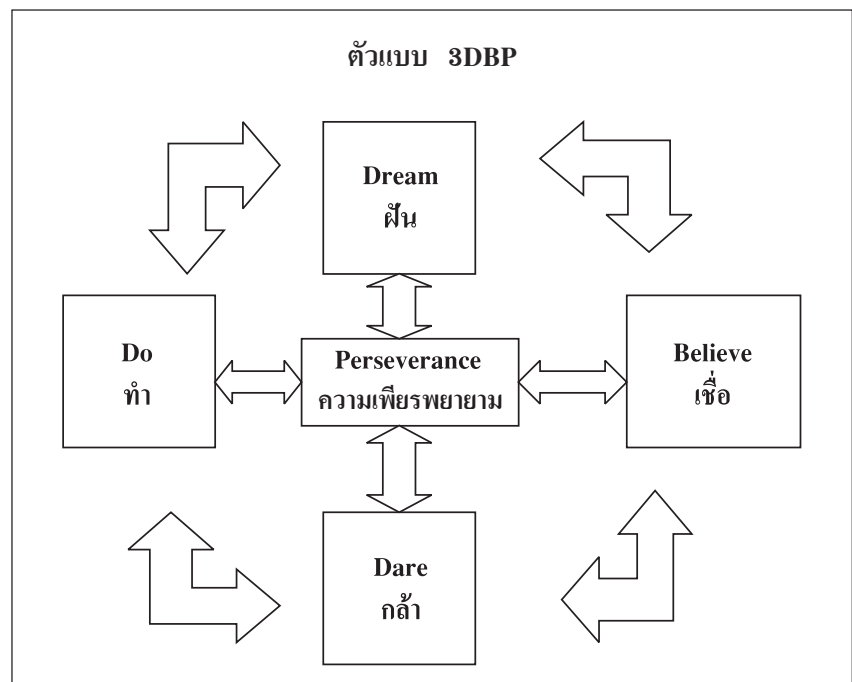 ตัวแบบ 3DBP
Dream
ฝัน
Do
ทำ
Perseverance
ความเพียรพยายาม
Believe
เชื่อ
Dare
กล้า